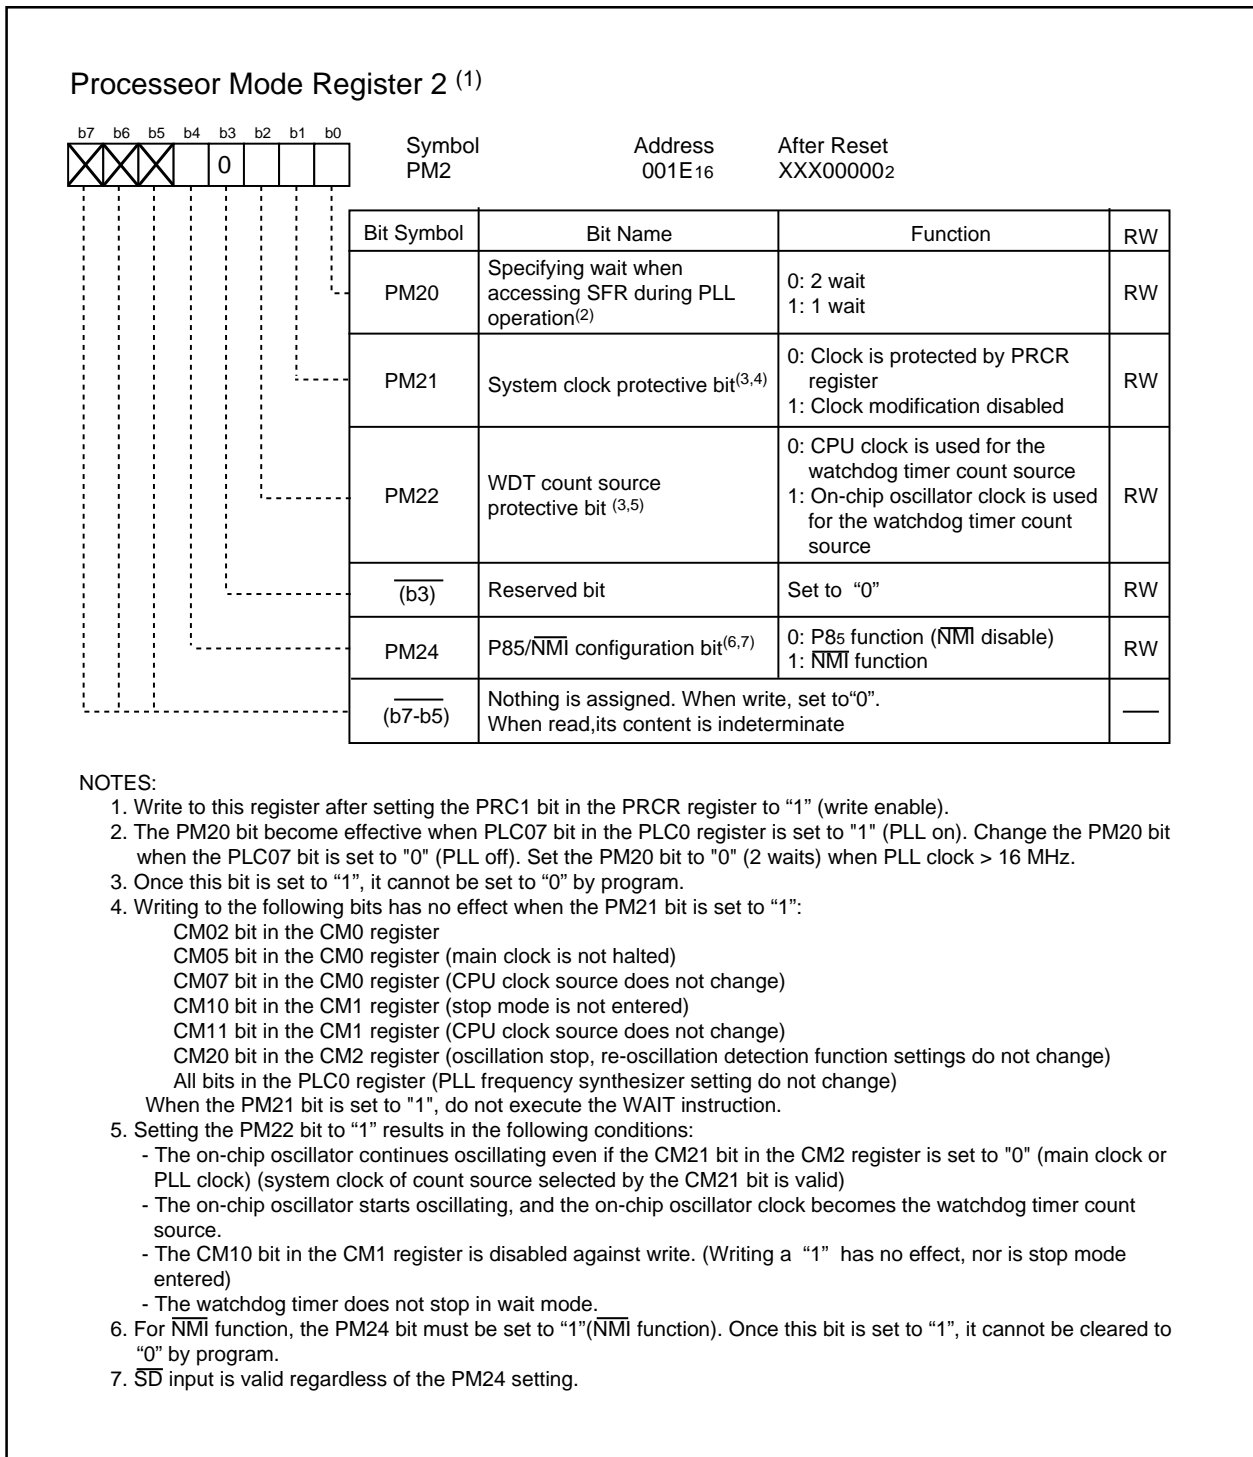 Processeor Mode Register 2 (1)
b7 b6 b5 b4 b3 b2 b1 b0
0
Symbol Address After Reset
PM2 001E16 XXX000002
Bit Symbol Bit Name Function RW
PM20
Specifying wait when
accessing SFR during PLL
operation(2)
0: 2 wait
1: 1 wait
RW
PM21
System clock protective bit(3,4)
0: Clock is protected by PRCR
register
1: Clock modification disabled
RW
PM22
WDT count source
protective bit (3,5)
0: CPU clock is used for the
watchdog timer count source
1: On-chip oscillator clock is used
for the watchdog timer count
source
RW
(b3)
Reserved bit
Set to “0”
RW
PM24
P85/NMI configuration bit(6,7)
0: P85 function (NMI disable)
1: NMI function
RW
(b7-b5)
Nothing is assigned. When write, set to“0”.
When read,its content is indeterminate
NOTES:
1. Write to this register after setting the PRC1 bit in the PRCR register to “1” (write enable).
2. The PM20 bit become effective when PLC07 bit in the PLC0 register is set to "1" (PLL on). Change the PM20 bit
when the PLC07 bit is set to "0" (PLL off). Set the PM20 bit to "0" (2 waits) when PLL clock > 16 MHz.
3. Once this bit is set to “1”, it cannot be set to “0” by program.
4. Writing to the following bits has no effect when the PM21 bit is set to “1”:
CM02 bit in the CM0 register
CM05 bit in the CM0 register (main clock is not halted)
CM07 bit in the CM0 register (CPU clock source does not change)
CM10 bit in the CM1 register (stop mode is not entered)
CM11 bit in the CM1 register (CPU clock source does not change)
CM20 bit in the CM2 register (oscillation stop, re-oscillation detection function settings do not change)
All bits in the PLC0 register (PLL frequency synthesizer setting do not change)
When the PM21 bit is set to "1", do not execute the WAIT instruction.
5. Setting the PM22 bit to “1” results in the following conditions:
- The on-chip oscillator continues oscillating even if the CM21 bit in the CM2 register is set to "0" (main clock or
PLL clock) (system clock of count source selected by the CM21 bit is valid)
- The on-chip oscillator starts oscillating, and the on-chip oscillator clock becomes the watchdog timer count
source.
- The CM10 bit in the CM1 register is disabled against write. (Writing a “1” has no effect, nor is stop mode
entered)
- The watchdog timer does not stop in wait mode.
6. For NMI function, the PM24 bit must be set to “1”(NMI function). Once this bit is set to “1”, it cannot be cleared to
“0” by program.
7. SD input is valid regardless of the PM24 setting.